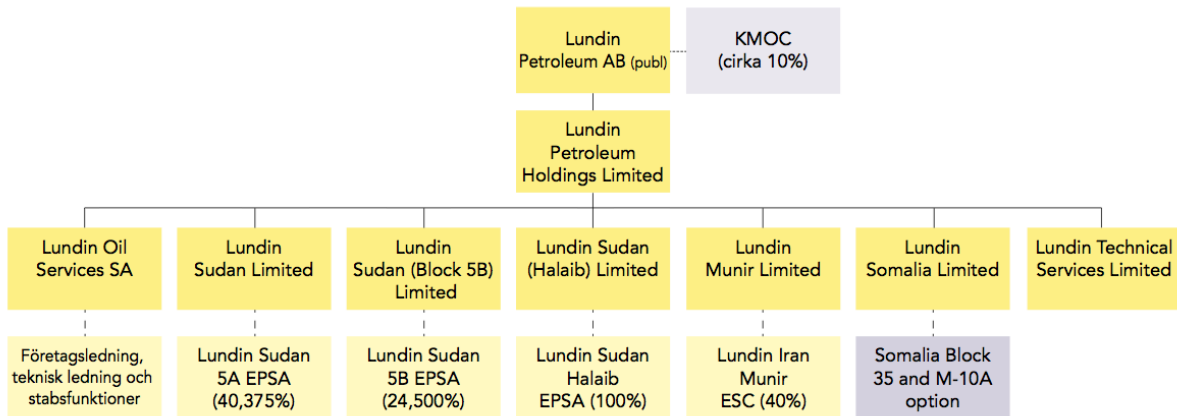 Lundin
Petroleum AB (publ)
KMOC
(cirka 10%)
Lundin
Petroleum
Holdings Limited
Lundin Oil
Services SA
Lundin
Sudan Limited
Lundin
Sudan (Block 5B)
Limited
Lundin Sudan
(Halaib) Limited
Lundin
Munir Limited
Lundin
Somalia Limited
Lundin Technical
Services Limited
Företagsledning,
teknisk ledning och
stabsfunktioner
Lundin Sudan
5A EPSA
(40,375%)
Lundin Sudan
5B EPSA
(24,500%)
Lundin Sudan
Halaib
EPSA (100%)
Lundin Iran
Munir
ESC (40%)
Somalia Block
35 and M-10A
option